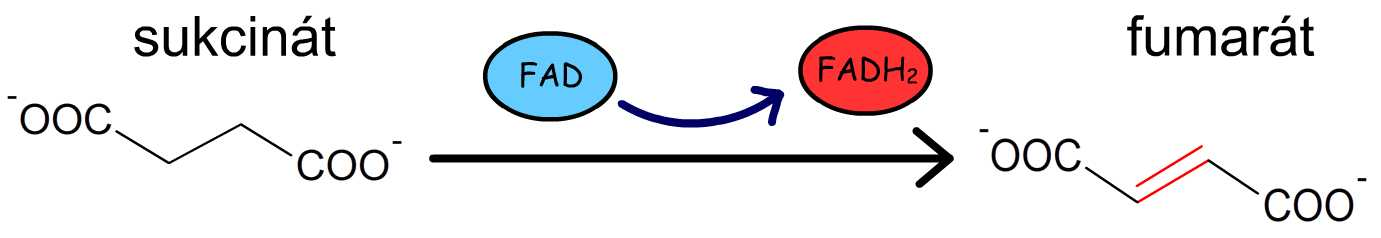 sukcinát
FAD
FADH₂
fumarát
⁻OOC
COO⁻
⁻OOC
COO⁻